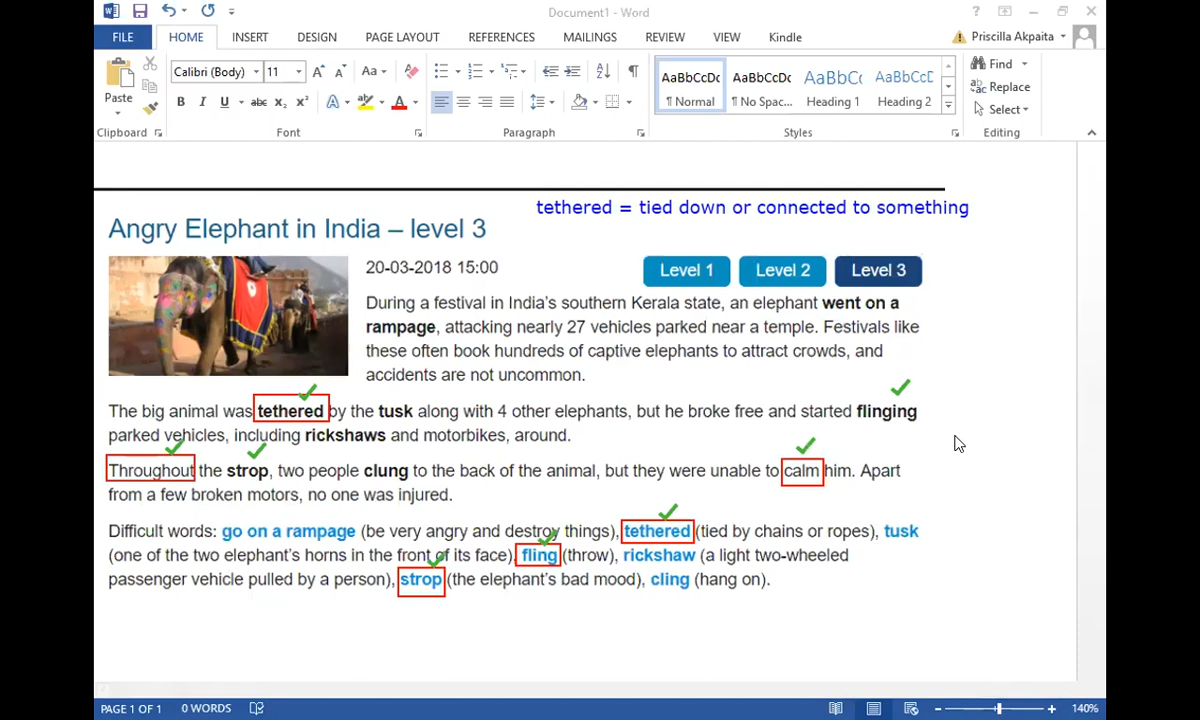 Document1 - Word
FILE HOME INSERT DESIGN PAGE LAYOUT REFERENCES MAILINGS REVIEW VIEW Kindle Priscilla Akpaita
Calibri (Body) 11 Aa AaBbCcDc AaBbCcDc AaBbCc AaBbCcD Find
Paste B I U abc x₂ x² A A ¶ Normal ¶ No Spac... Heading 1 Heading 2 Replace
Select
Clipboard Font Paragraph Styles Editing
tethered = tied down or connected to something
Angry Elephant in India – level 3
20-03-2018 15:00 Level 1 Level 2 Level 3
During a festival in India's southern Kerala state, an elephant went on a
rampage, attacking nearly 27 vehicles parked near a temple. Festivals like
these often book hundreds of captive elephants to attract crowds, and
accidents are not uncommon.
The big animal was tethered by the tusk along with 4 other elephants, but he broke free and started flinging
parked vehicles, including rickshaws and motorbikes, around.
Throughout the strop, two people clung to the back of the animal, but they were unable to calm him. Apart
from a few broken motors, no one was injured.
Difficult words: go on a rampage (be very angry and destroy things), tethered (tied by chains or ropes), tusk
(one of the two elephant's horns in the front of its face), fling (throw), rickshaw (a light two-wheeled
passenger vehicle pulled by a person), strop (the elephant's bad mood), cling (hang on).
PAGE 1 OF 1 0 WORDS 140%